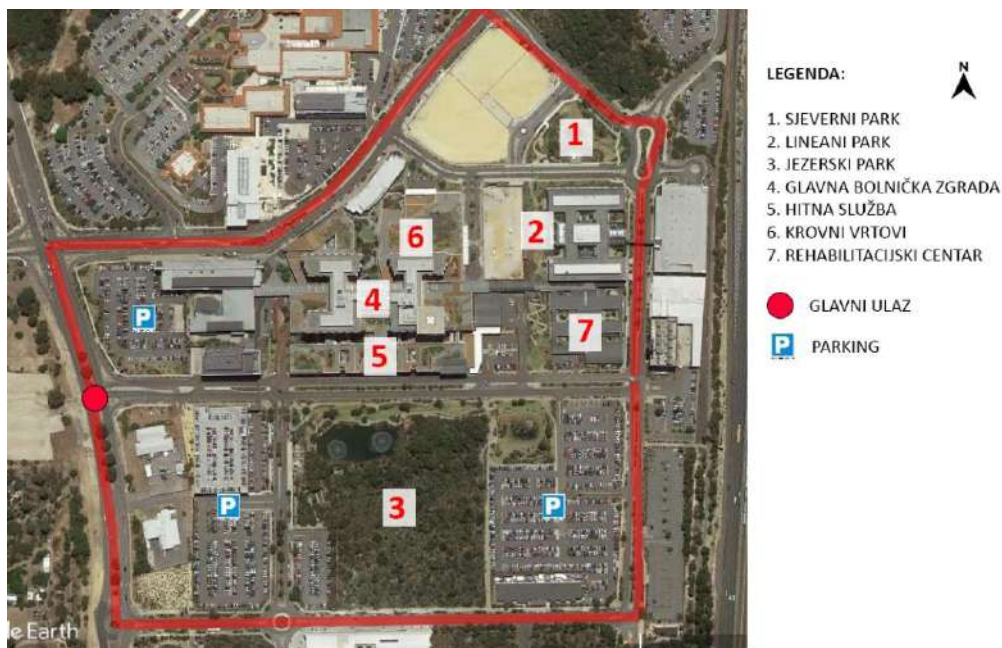 1
2
6
4
7
5
P
3
P
P
le Earth
LEGENDA:
N
1. SJEVERNI PARK
2. LINEANI PARK
3. JEZERSKI PARK
4. GLAVNA BOLNIČKA ZGRADA
5. HITNA SLUŽBA
6. KROVNI VRTOVI
7. REHABILITACIJSKI CENTAR
GLAVNI ULAZ
P PARKING